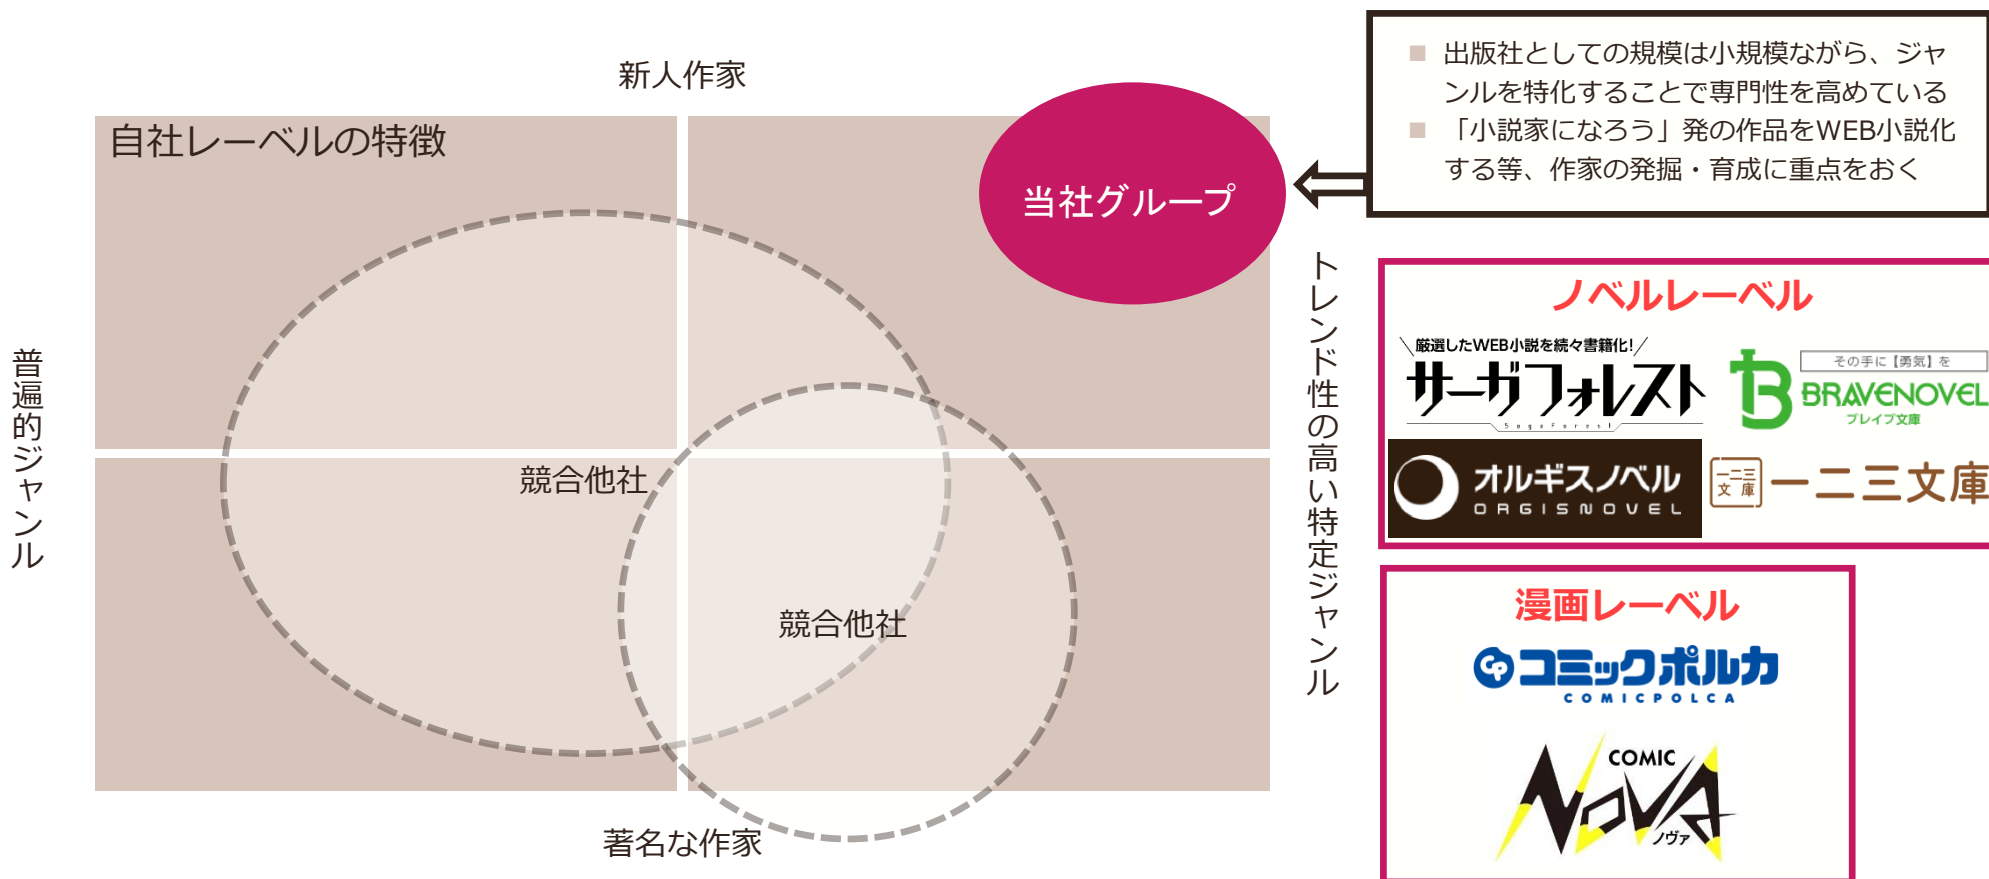 新人作家
自社レーベルの特徴
当社グループ
出版社としての規模は小規模ながら、ジャ
ンルを特化することで専門性を高めている
「小説家になろう」発の作品をWEB小説化
する等、作家の発掘・育成に重点をおく
普遍的ジャンル
競合他社
競合他社
著名な作家
トレンド性の高い特定ジャンル
ノベルレーベル
厳選したWEB小説を続々書籍化!
サーガフォレスト
SagaForest
その手に【勇気】を
BRAVENOVEL
ブレイブ文庫
オルギスノベル
ORGISNOVEL
一二三
文庫
一二三文庫
漫画レーベル
CP
コミックポルカ
COMICPOLCA
COMIC
NOVA
ノヴァ